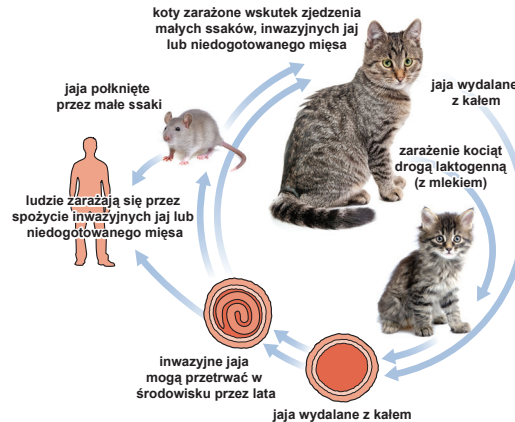 koty zarażone wskutek zjedzenia
małych ssaków, inwazyjnych jaj
lub niedogotowanego mięsa
jaja połknięte
przez małe ssaki
jaja wydalane
z kałem
zarażenie kociąt
drogą laktogenną
(z mlekiem)
ludzie zarażają się przez
spożycie inwazyjnych jaj lub
niedogotowanego mięsa
inwazyjne jaja
mogą przetrwać w
środowisku przez lata
jaja wydalane z kałem